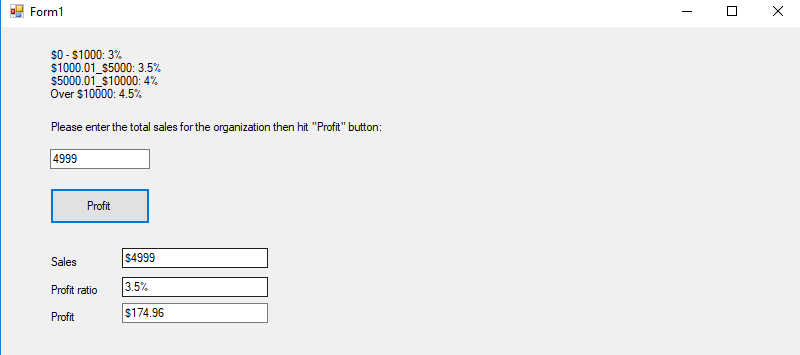 Form1
$0 - $1000: 3%
$1000.01_$5000: 3.5%
$5000.01_$10000: 4%
Over $10000: 4.5%
Please enter the total sales for the organization then hit "Profit" button:
4999
Profit
Sales $4999
Profit ratio 3.5%
Profit $174.96